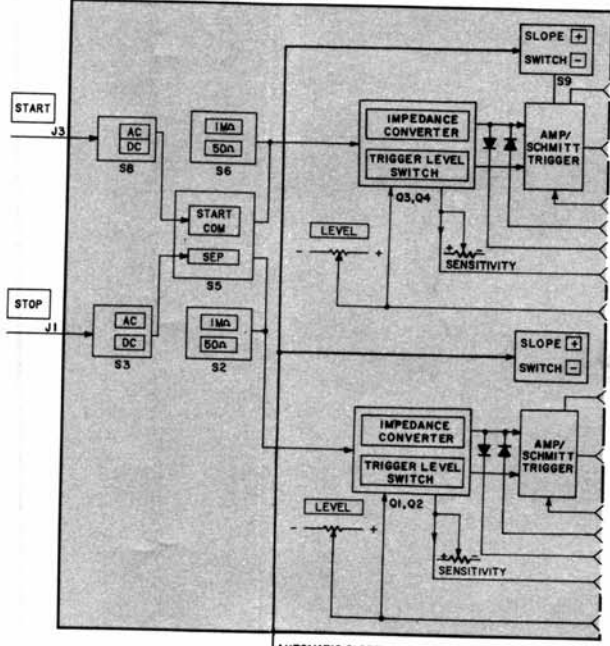 SLOPE +
SWITCH -
S9
START
J3
AC
DC
S8
1MΩ
50Ω
S6
IMPEDANCE
CONVERTER
TRIGGER LEVEL
SWITCH
Q3,Q4
AMP/
SCHMITT
TRIGGER
START
COM
SEP
S5
LEVEL
- +
+ -
SENSITIVITY
STOP
J1
AC
DC
S3
1MΩ
50Ω
S2
SLOPE +
SWITCH -
IMPEDANCE
CONVERTER
TRIGGER LEVEL
SWITCH
Q1,Q2
AMP/
SCHMITT
TRIGGER
LEVEL
- +
+ -
SENSITIVITY
AUTOMATIC